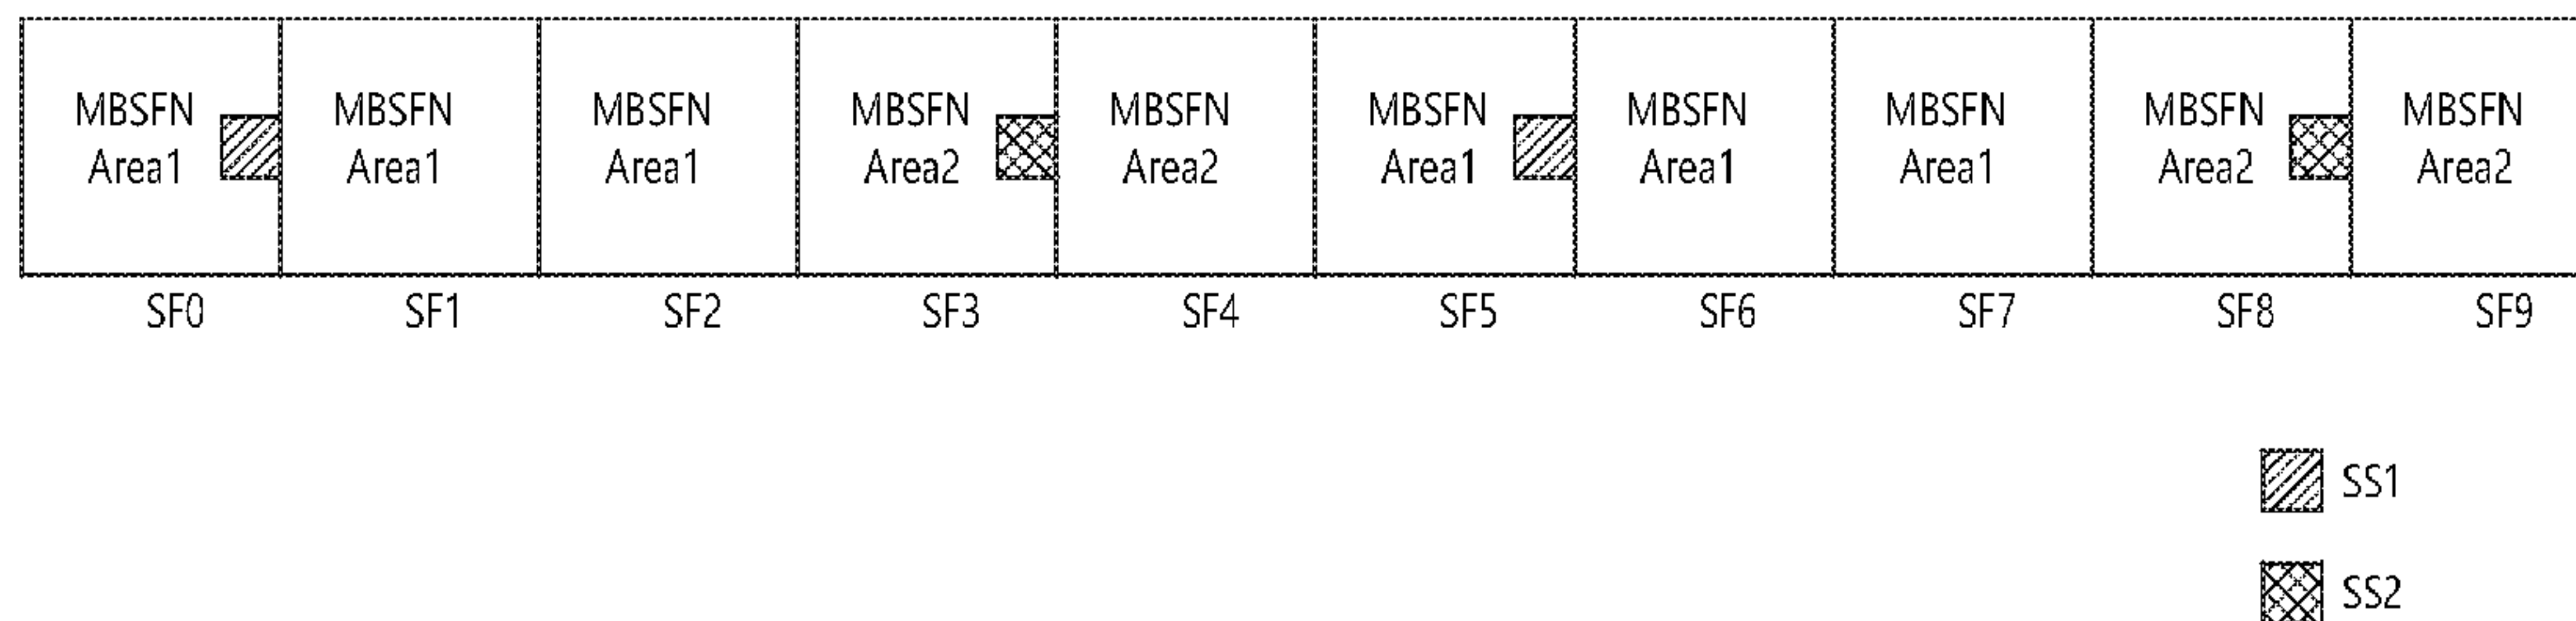 MBSFN MBSFN MBSFN MBSFN MBSFN MBSFN MBSFN MBSFN MBSFN MBSFN
Area1 Area1 Area1 Area2 Area2 Area1 Area1 Area1 Area2 Area2
SF0 SF1 SF2 SF3 SF4 SF5 SF6 SF7 SF8 SF9
SS1
SS2